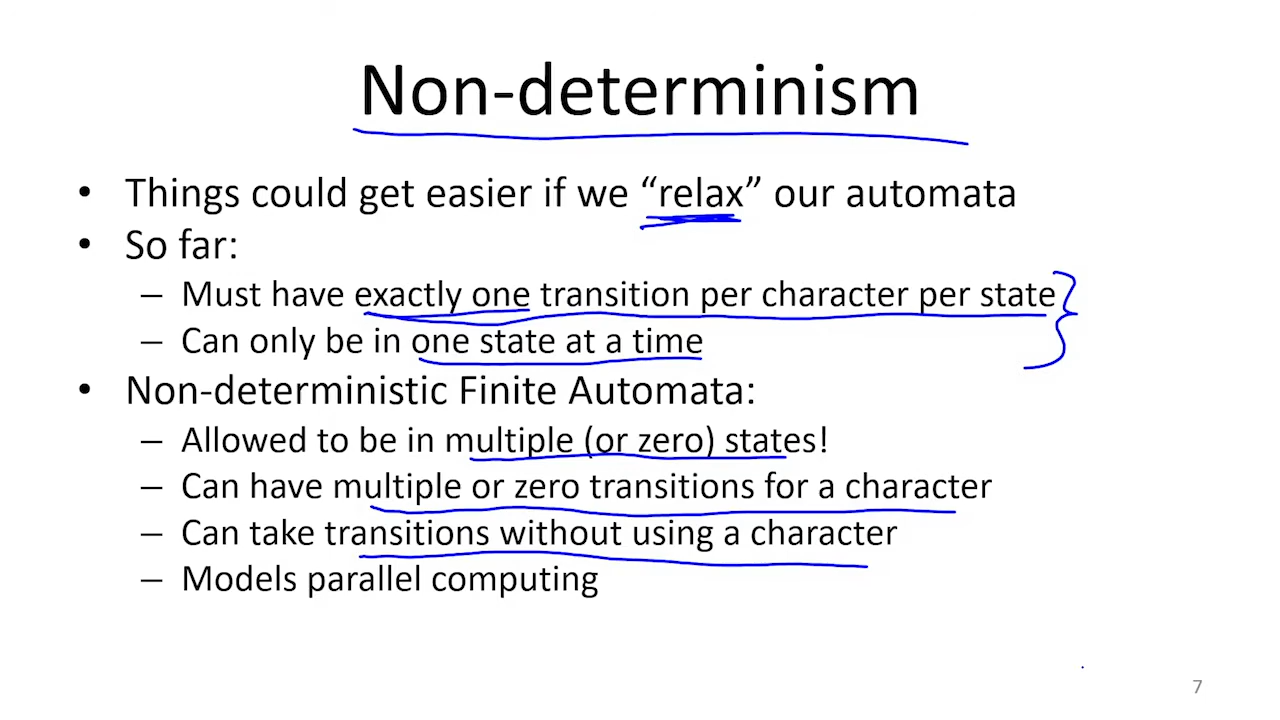 Non-determinism
• Things could get easier if we “relax” our automata
• So far:
– Must have exactly one transition per character per state
– Can only be in one state at a time
• Non-deterministic Finite Automata:
– Allowed to be in multiple (or zero) states!
– Can have multiple or zero transitions for a character
– Can take transitions without using a character
– Models parallel computing
7